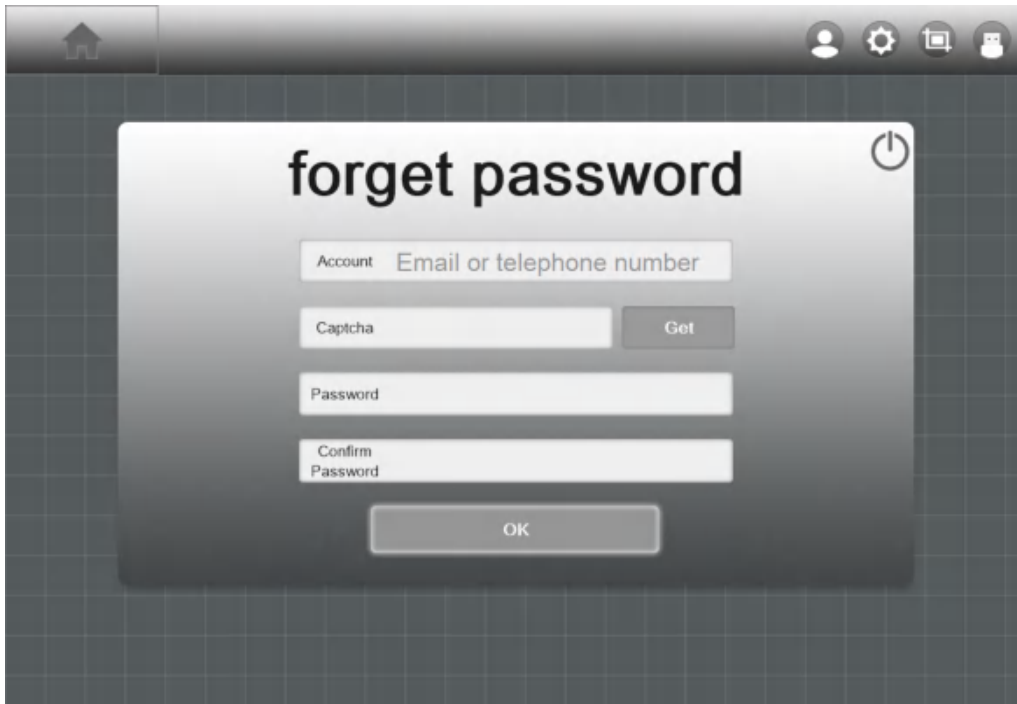 forget password
Account Email or telephone number
Captcha Get
Password
Confirm
Password
OK